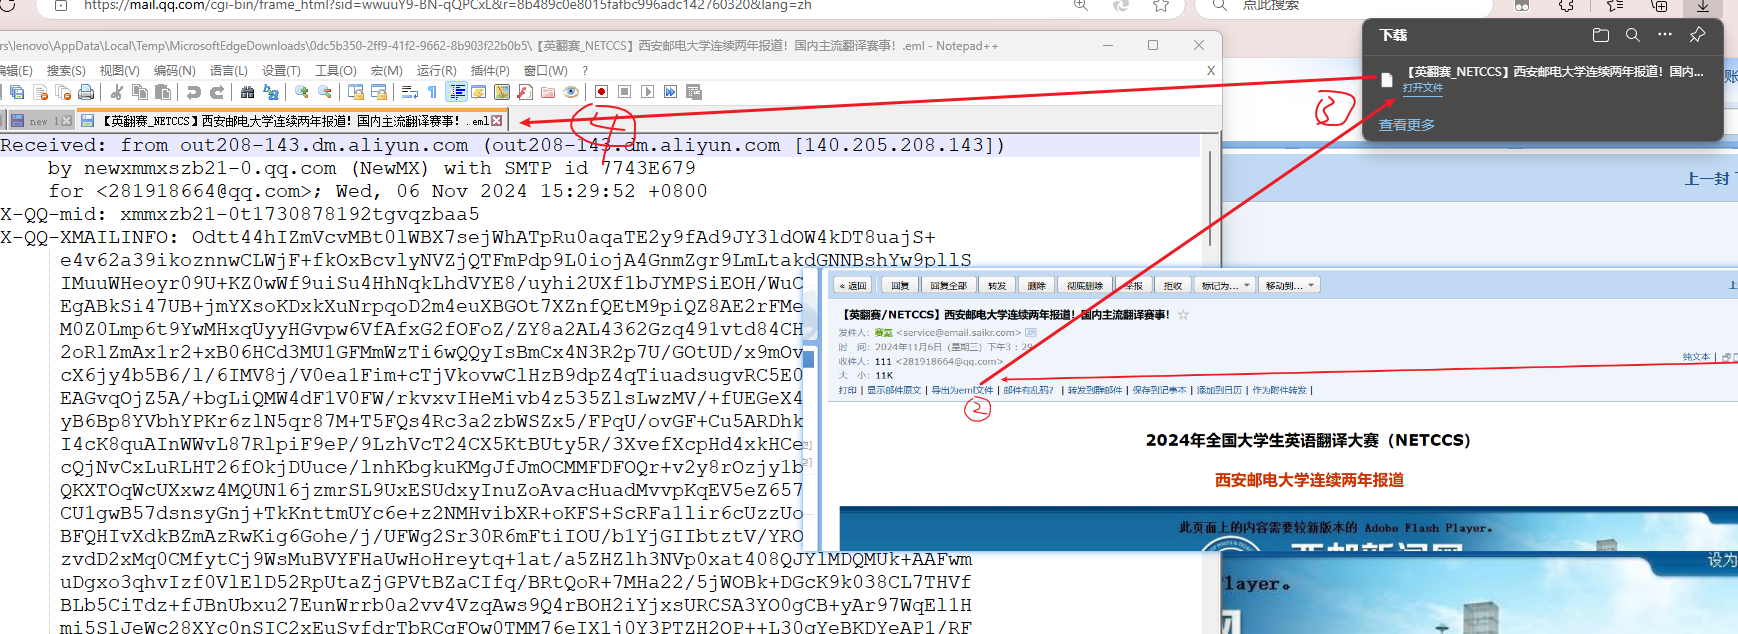 https://mail.qq.com/cgi-bin/frame_html?sid=wwuuY9-BN-qQPCxL&r=8b489c0e8015fafbc996adc142760320&lang=zh
点此搜索
rs\lenovo\AppData\Local\Temp\MicrosoftEdgeDownloads\0dc5b350-2ff9-41f2-9662-8b903f22b0b5\【英翻赛_NETCCS】西安邮电大学连续两年报道！国内主流翻译赛事！.eml - Notepad++
编辑(E) 搜索(S) 视图(V) 编码(N) 语言(L) 设置(T) 工具(O) 宏(M) 运行(R) 插件(P) 窗口(W) ? X
new 1
【英翻赛_NETCCS】西安邮电大学连续两年报道！国内主流翻译赛事！.eml
4
Received: from out208-143.dm.aliyun.com (out208-143.dm.aliyun.com [140.205.208.143])
by newxmmxszb21-0.qq.com (NewMX) with SMTP id 7743E679
for <281918664@qq.com>; Wed, 06 Nov 2024 15:29:52 +0800
X-QQ-mid: xmmxzb21-0t1730878192tgvqzbaa5
X-QQ-XMAILINFO: Odtt44hIZmVcvMBt0lWBX7sejWhATpRu0aqaTE2y9fAd9JY3ldOW4kDT8uajS+
e4v62a39ikoznnwCLWjF+fkOxBcvlyNVZjQTFmPdp9L0iojA4GnmZgr9LmLtakdGNNBshYw9pllS
IMuuWHeoyr09U+KZ0wWf9uiSu4HhNqkLhdVYE8/uyhi2UXf1bJYMPSiEOH/WuC
EgABkSi47UB+jmYXsoKDxkXuNrpqoD2m4euXBGOt7XZnfQEtM9piQZ8AE2rFMe
M0Z0Lmp6t9YwMHxqUyyHGvpw6VfAfxG2fOFoZ/ZY8a2AL4362Gzq491vtd84CH
2oRlZmAx1r2+xB06HCd3MU1GFMmWzTi6wQQyIsBmCx4N3R2p7U/GOtUD/x9mOv
cX6jy4b5B6/l/6IMV8j/V0ea1Fim+cTjVkovwClHzB9dpZ4qTiuadsugvRC5E0
EAGvqOjZ5A/+bgLiQMW4dF1V0FW/rkvxvIHeMivb4z535ZlsLwzMV/+fUEGeX4
yB6Bp8YVbhYPKr6zlN5qr87M+T5FQs4Rc3a2zbWSZx5/FPqU/ovGF+Cu5ARDhk
I4cK8quAInWWvL87RlpiF9eP/9LzhVcT24CX5KtBUty5R/3XvefXcpHd4xkHCe
cQjNvCxLuRLHT26fOkjDUuce/lnhKbgkuKMgJfJmOCMMFDFOQr+v2y8rOzjy1b
QKXTOqWcUXxwz4MQUN16jzmrSL9UxESUdxyInuZoAvacHuadMvvpKqEV5eZ657
CU1gwB57dsnsyGnj+TkKnttmUYc6e+z2NMHvibXR+oKFS+ScRFa1lir6cUzzUo
BFQHIvXdkBZmAzRwKig6Gohe/j/UFWg2Sr30R6mFtiIOU/blYjGIIbtztV/YRO
zvdD2xMq0CMfytCj9WsMuBVYFHaUwHoHreytq+1at/a5ZHZlh3NVp0xat408QJYlMDQMUk+AAFwm
uDgxo3qhvIzf0VlElD52RpUtaZjGPVtBZaCIfq/BRtQoR+7MHa22/5jWOBk+DGcK9k038CL7THVf
BLb5CiTdz+fJBnUbxu27EunWrrb0a2vv4VzqAws9Q4rBOH2iYjxsURCSA3YO0gCB+yAr97WqEl1H
mi5SlJeWc28XYc0nSIC2xEuSvfdrTbRCgFOw0TMM76eIX1j0Y3PTZH2OP++L30gYeBKDYeAP1/RF
下载
【英翻赛_NETCCS】西安邮电大学连续两年报道！国内...
打开文件
查看更多
3
账
上一封
« 返回 回复 回复全部 转发 删除 彻底删除 举报 拒收 标记为... 移动到...
上
【英翻赛/NETCCS】西安邮电大学连续两年报道！国内主流翻译赛事！
发件人：赛氪 <service@email.saikr.com>
时 间：2024年11月6日（星期三）下午3：29
收件人：111 <281918664@qq.com>
纯文本 |
大 小：11K
打印 | 显示邮件原文 | 导出为eml文件 | 邮件有乱码？ | 转发到群邮件 | 保存到记事本 | 添加到日历 | 作为附件转发 |
2
2024年全国大学生英语翻译大赛（NETCCS）
西安邮电大学连续两年报道
此页面上的内容需要较新版本的 Adobe Flash Player。
西邮新闻网
设为
layer。